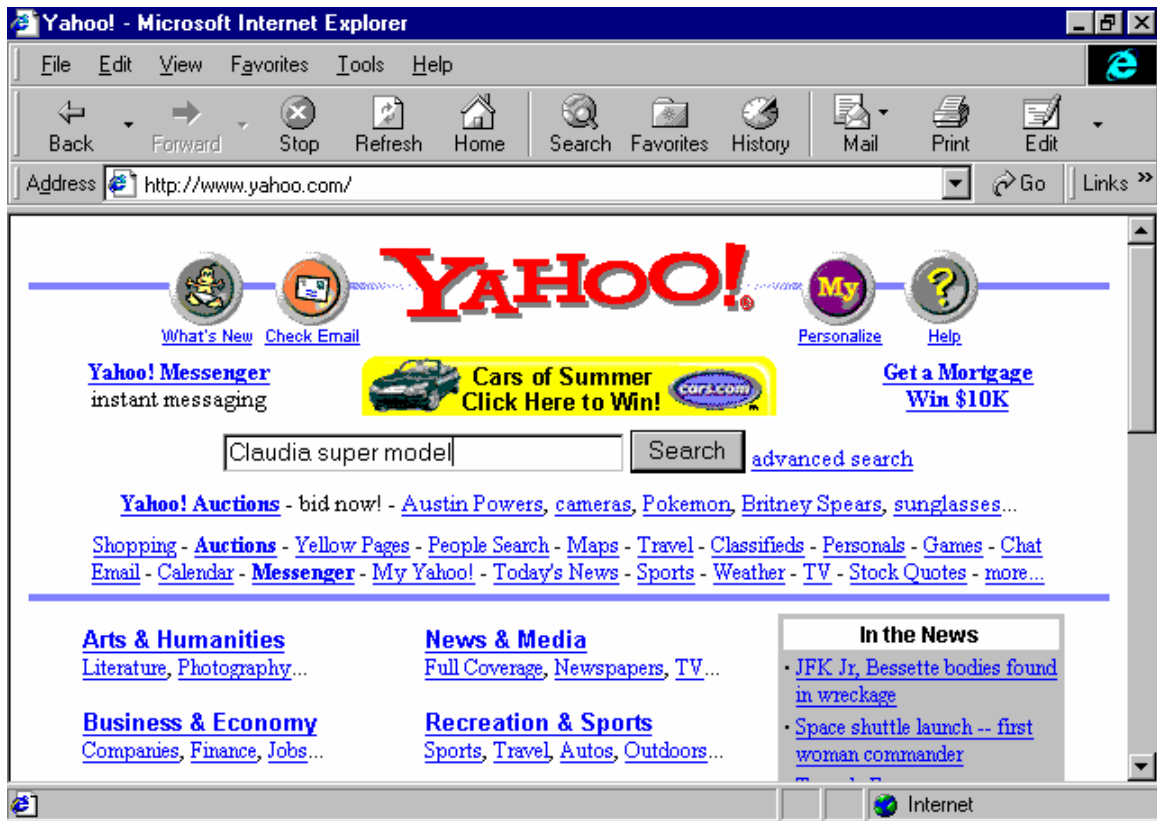 Yahoo! - Microsoft Internet Explorer
File Edit View Favorites Tools Help
Back Forward Stop Refresh Home Search Favorites History Mail Print Edit
Address http://www.yahoo.com/ Go Links »
YAHOO!
My
What's New Check Email Personalize Help
Yahoo! Messenger
instant messaging
Cars of Summer
Click Here to Win!
cars.com
Get a Mortgage
Win $10K
Claudia super model Search advanced search
Yahoo! Auctions - bid now! - Austin Powers, cameras, Pokemon, Britney Spears, sunglasses...
Shopping - Auctions - Yellow Pages - People Search - Maps - Travel - Classifieds - Personals - Games - Chat
Email - Calendar - Messenger - My Yahoo! - Today's News - Sports - Weather - TV - Stock Quotes - more...
Arts & Humanities
Literature, Photography...
News & Media
Full Coverage, Newspapers, TV...
Business & Economy
Companies, Finance, Jobs...
Recreation & Sports
Sports, Travel, Autos, Outdoors...
In the News
· JFK Jr, Bessette bodies found
in wreckage
· Space shuttle launch -- first
woman commander
Internet